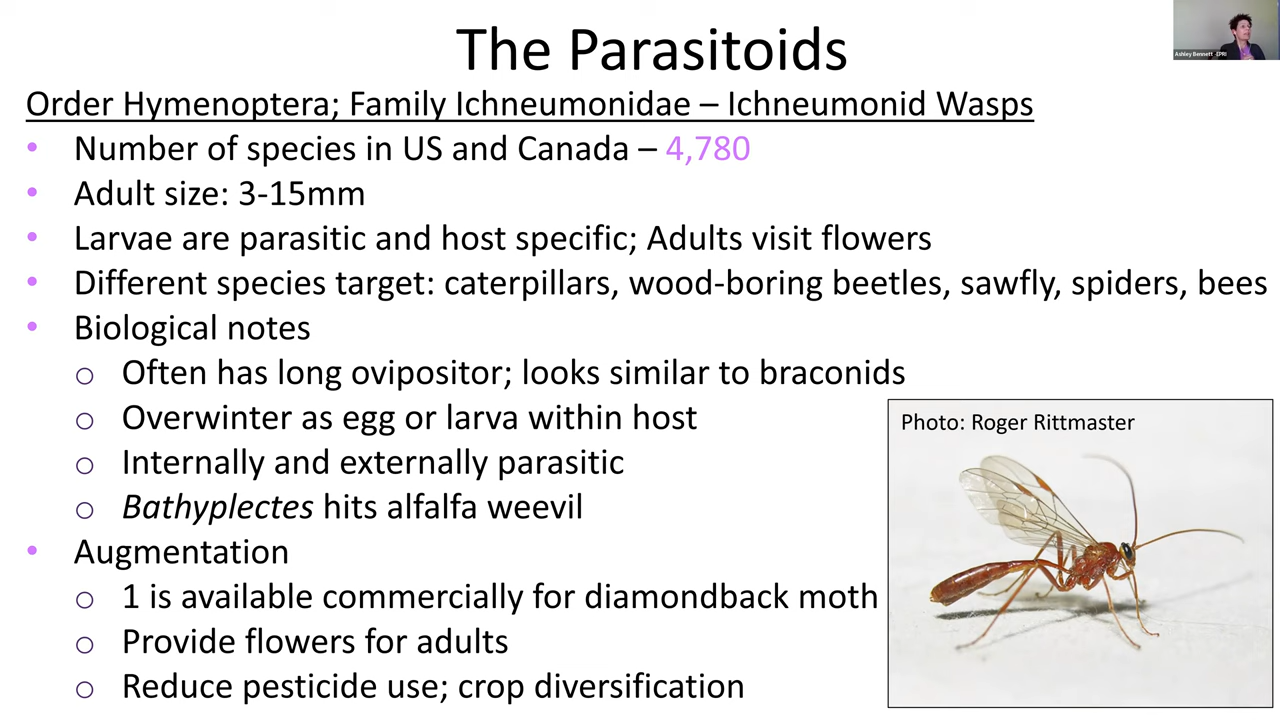 The Parasitoids
Ashley Bennett -EPRI
Order Hymenoptera; Family Ichneumonidae – Ichneumonid Wasps
• Number of species in US and Canada – 4,780
• Adult size: 3-15mm
• Larvae are parasitic and host specific; Adults visit flowers
• Different species target: caterpillars, wood-boring beetles, sawfly, spiders, bees
• Biological notes
o Often has long ovipositor; looks similar to braconids
o Overwinter as egg or larva within host
o Internally and externally parasitic
o Bathyplectes hits alfalfa weevil
• Augmentation
o 1 is available commercially for diamondback moth
o Provide flowers for adults
o Reduce pesticide use; crop diversification
Photo: Roger Rittmaster